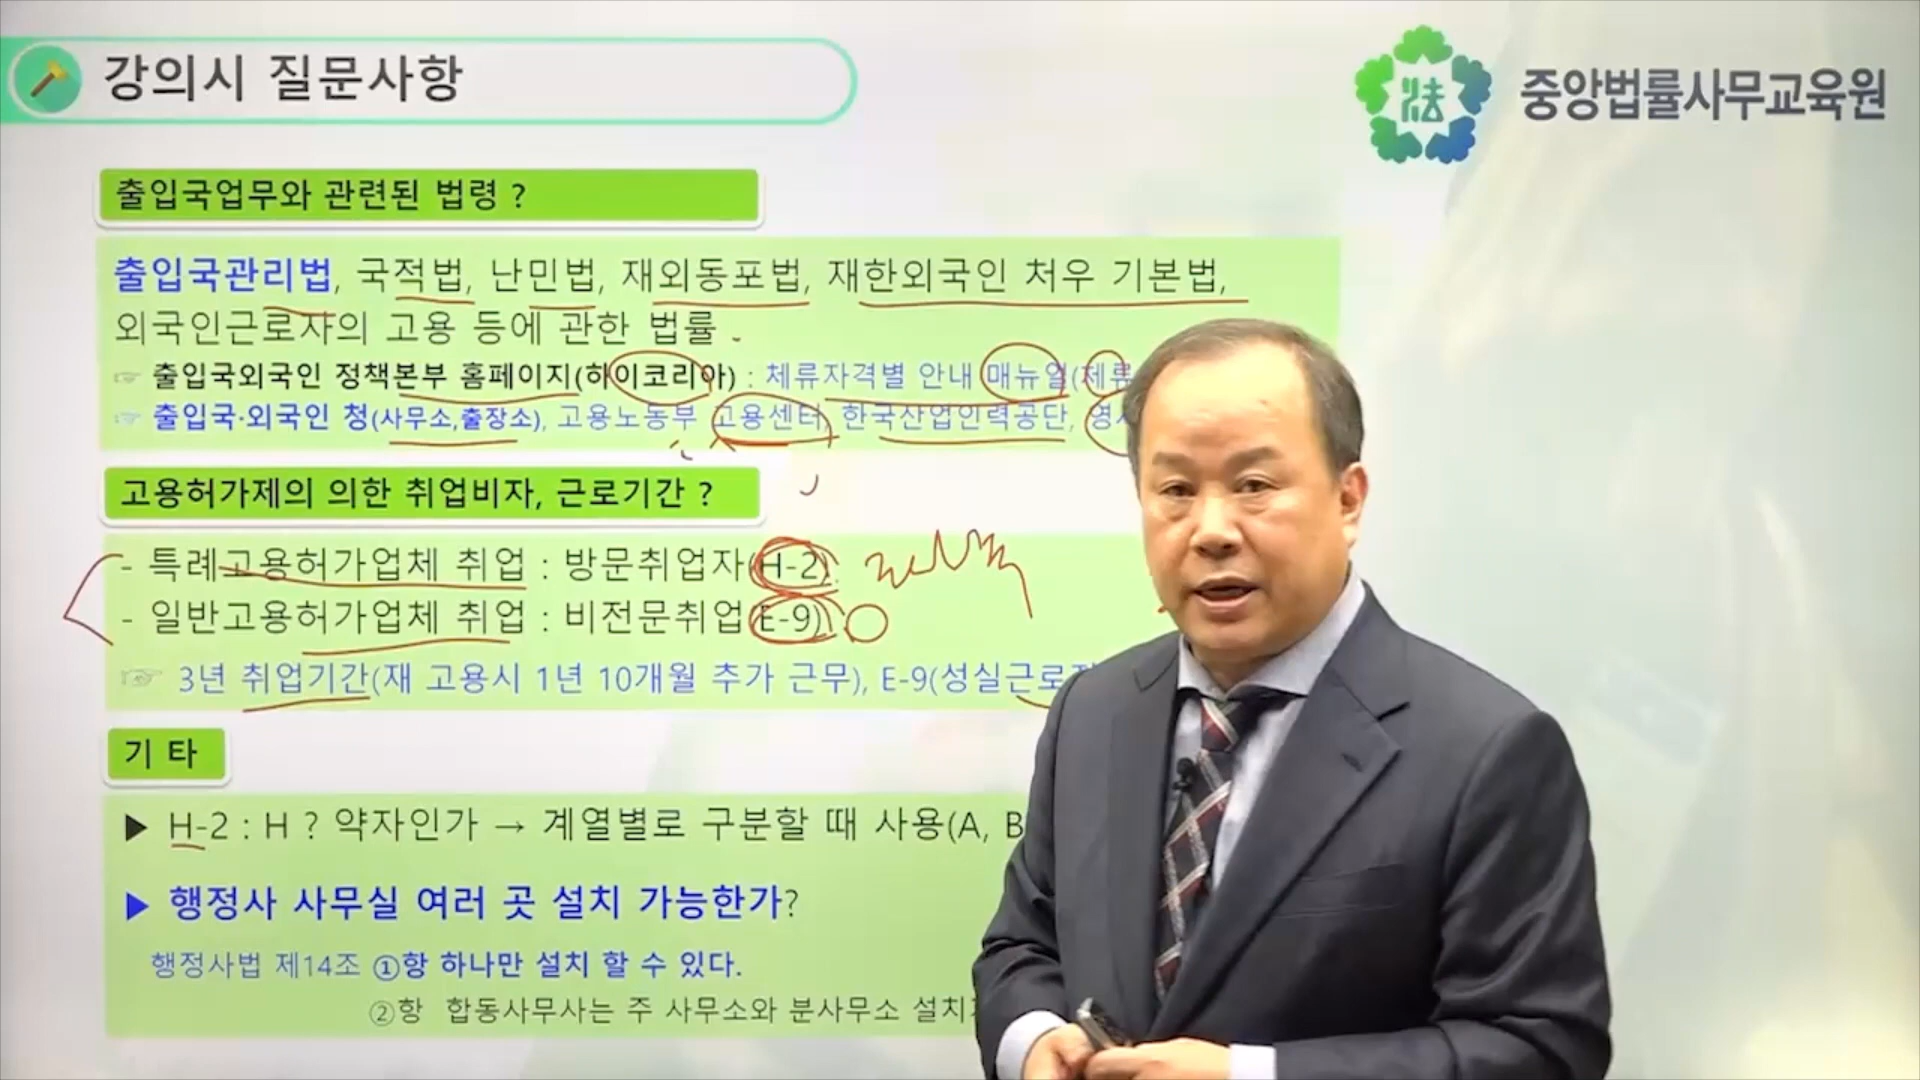 강의시 질문사항
중앙법률사무교육원
출입국업무와 관련된 법령 ?
출입국관리법, 국적법, 난민법, 재외동포법, 재한외국인 처우 기본법,
외국인근로자의 고용 등에 관한 법률.
☞ 출입국외국인 정책본부 홈페이지(하이코리아) : 체류자격별 안내 매뉴얼(체류
☞ 출입국·외국인 청(사무소,출장소), 고용노동부 고용센터, 한국산업인력공단,
고용허가제의 의한 취업비자, 근로기간 ?
- 특례고용허가업체 취업 : 방문취업자(H-2)
- 일반고용허가업체 취업 : 비전문취업(E-9)
☞ 3년 취업기간(재 고용시 1년 10개월 추가 근무), E-9(성실근로
기 타
▶ H-2 : H ? 약자인가 → 계열별로 구분할 때 사용(A, B
▶ 행정사 사무실 여러 곳 설치 가능한가?
행정사법 제14조 ①항 하나만 설치 할 수 있다.
②항 합동사무사는 주 사무소와 분사무소 설치